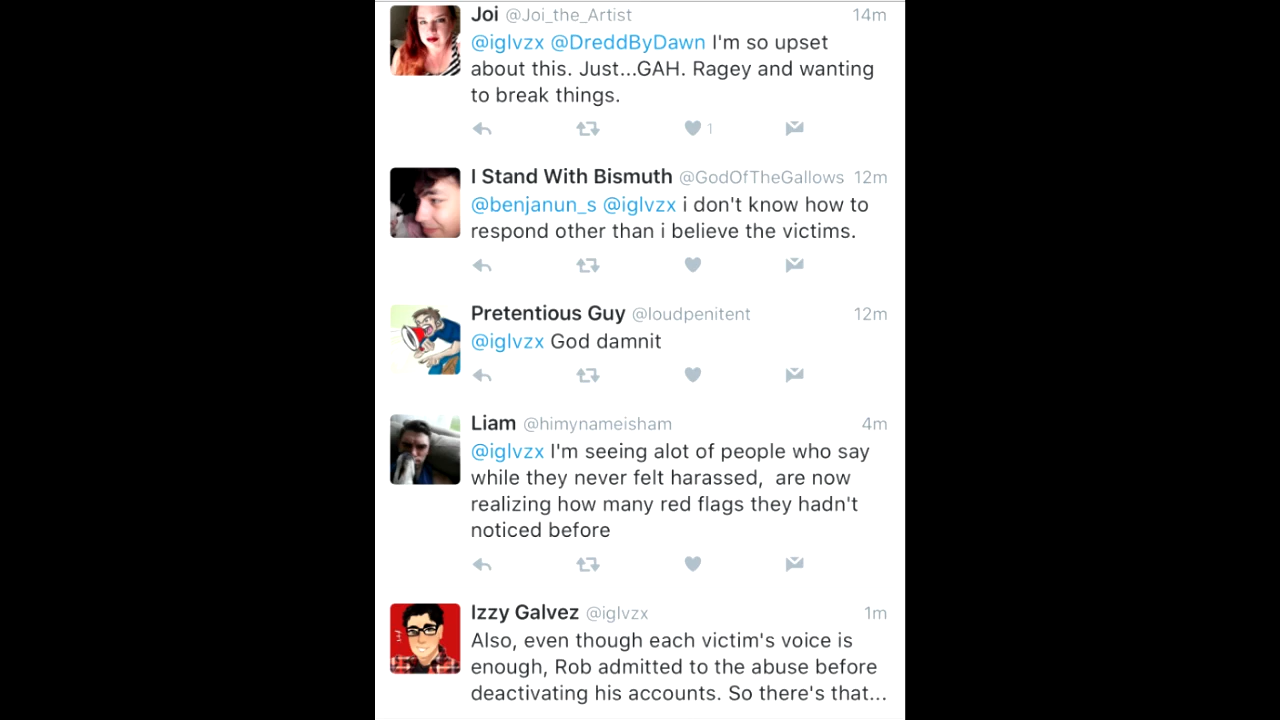 Joi @Joi_the_Artist 14m
@iglvzx @DreddByDawn I'm so upset
about this. Just...GAH. Ragey and wanting
to break things.
1
I Stand With Bismuth @GodOfTheGallows 12m
@benjanun_s @iglvzx i don't know how to
respond other than i believe the victims.
Pretentious Guy @loudpenitent 12m
@iglvzx God damnit
Liam @himynameisham 4m
@iglvzx I'm seeing alot of people who say
while they never felt harassed, are now
realizing how many red flags they hadn't
noticed before
Izzy Galvez @iglvzx 1m
Also, even though each victim's voice is
enough, Rob admitted to the abuse before
deactivating his accounts. So there's that...